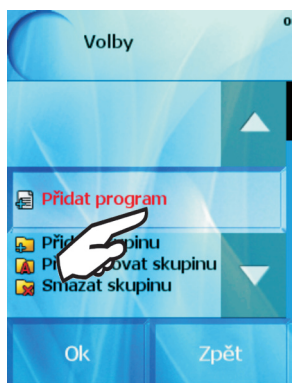 Volby
Přidat program
skupinu
skupinu
Smazat skupinu
Ok
Zpět